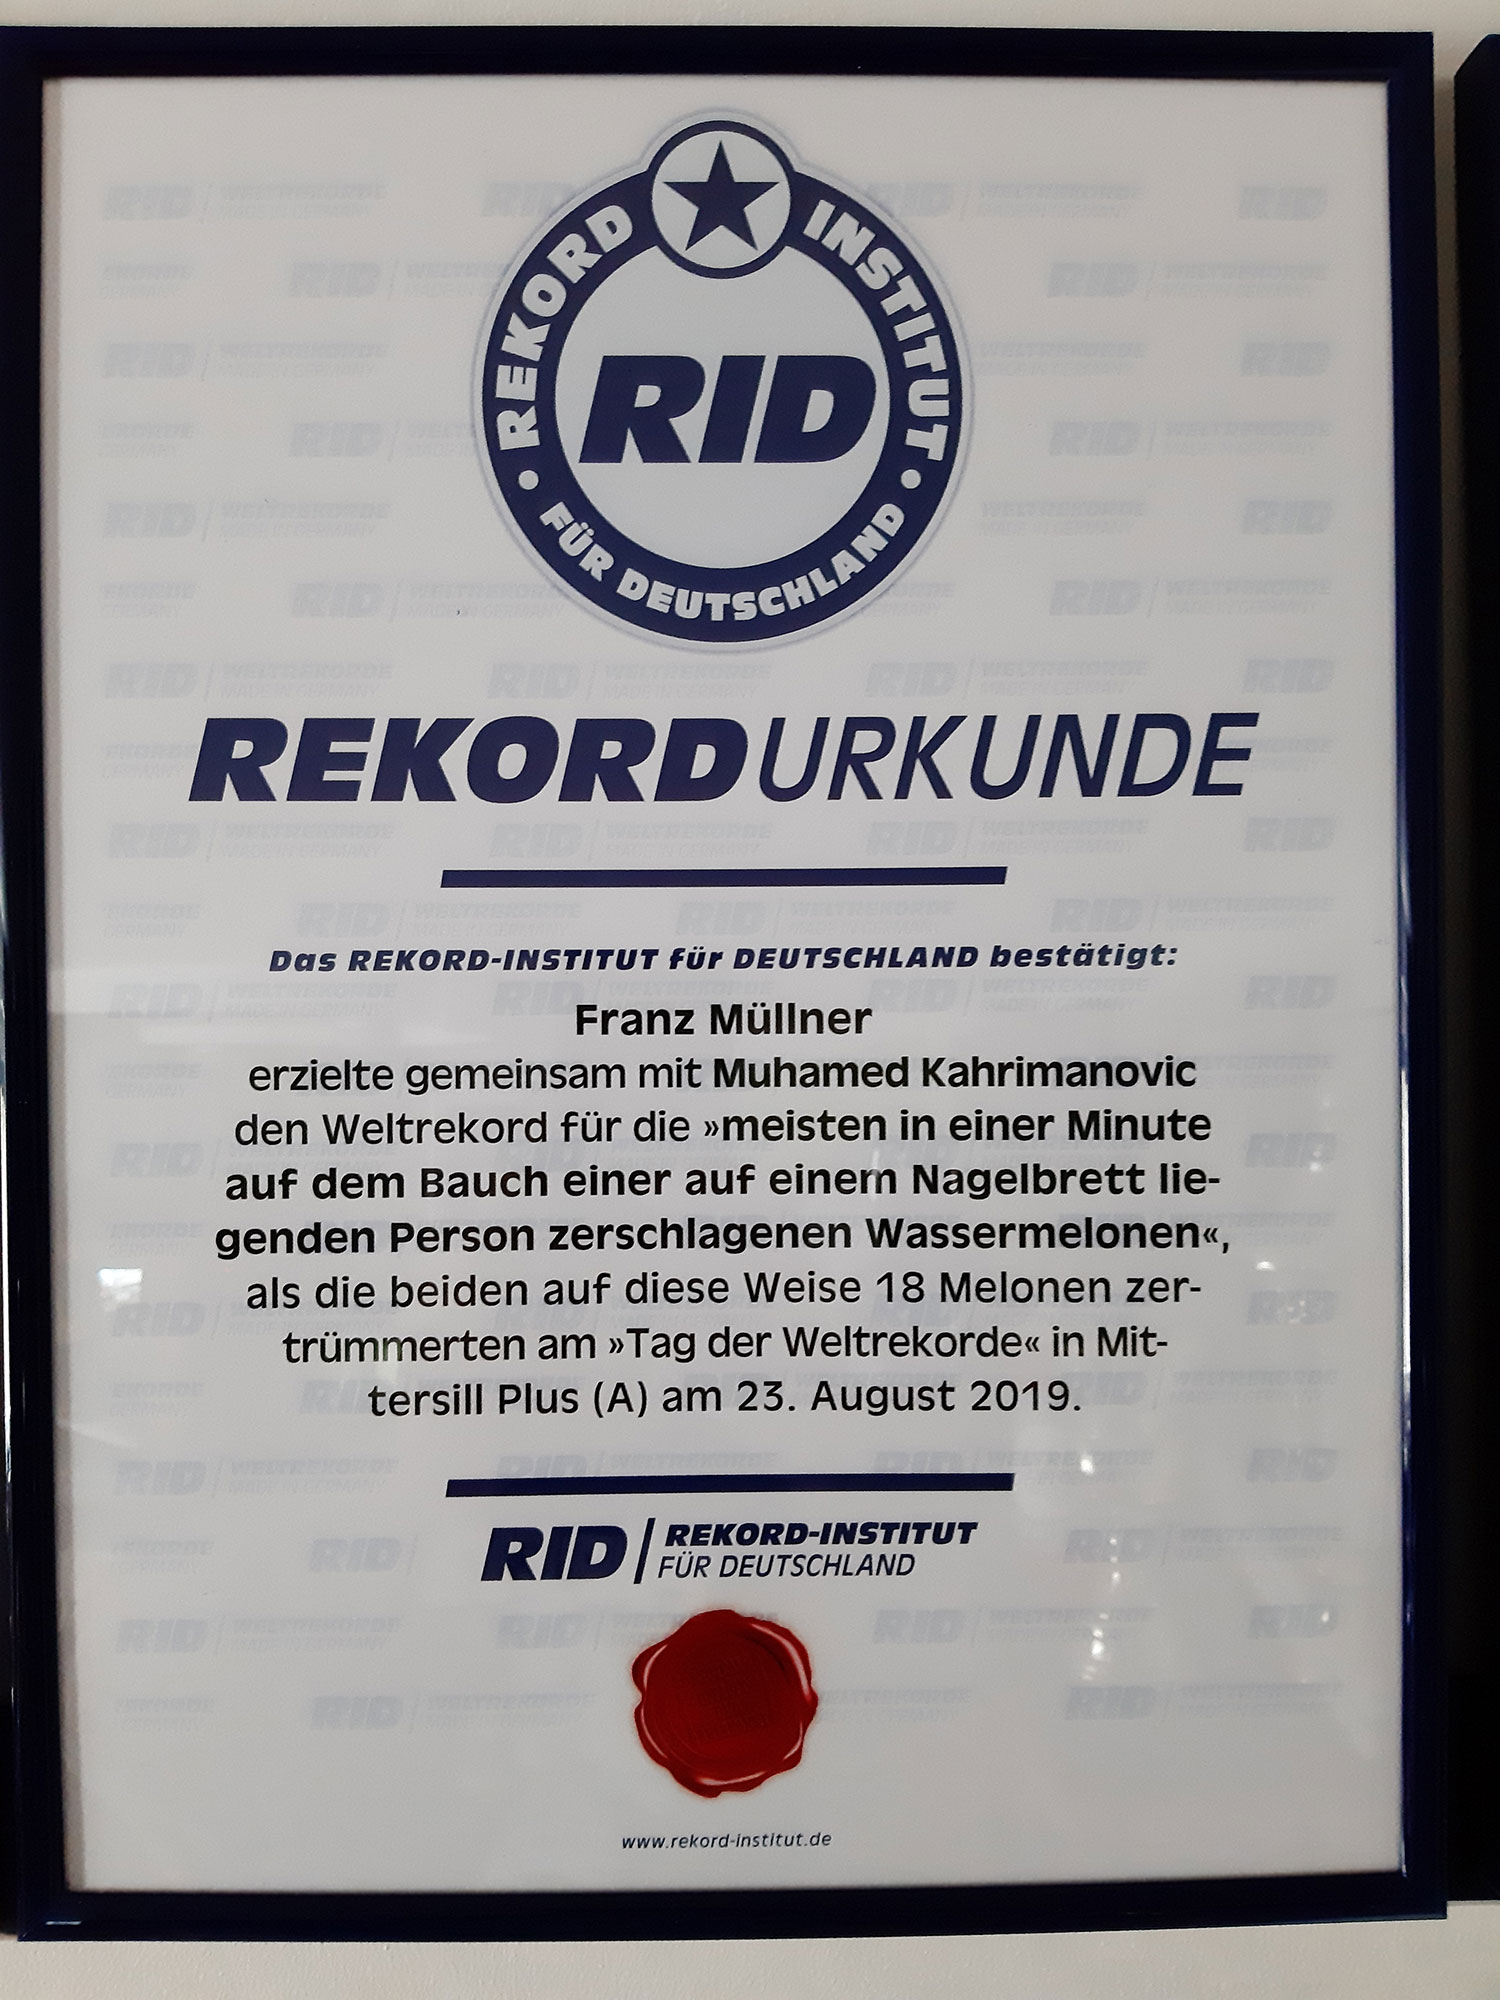 REKORD INSTITUT
RID
FÜR DEUTSCHLAND
REKORDURKUNDE
Das REKORD-INSTITUT für DEUTSCHLAND bestätigt:
Franz Müllner
erzielte gemeinsam mit Muhamed Kahrimanovic
den Weltrekord für die »meisten in einer Minute
auf dem Bauch einer auf einem Nagelbrett lie-
genden Person zerschlagenen Wassermelonen«,
als die beiden auf diese Weise 18 Melonen zer-
trümmerten am »Tag der Weltrekorde« in Mit-
tersill Plus (A) am 23. August 2019.
RID REKORD-INSTITUT
FÜR DEUTSCHLAND
www.rekord-institut.de